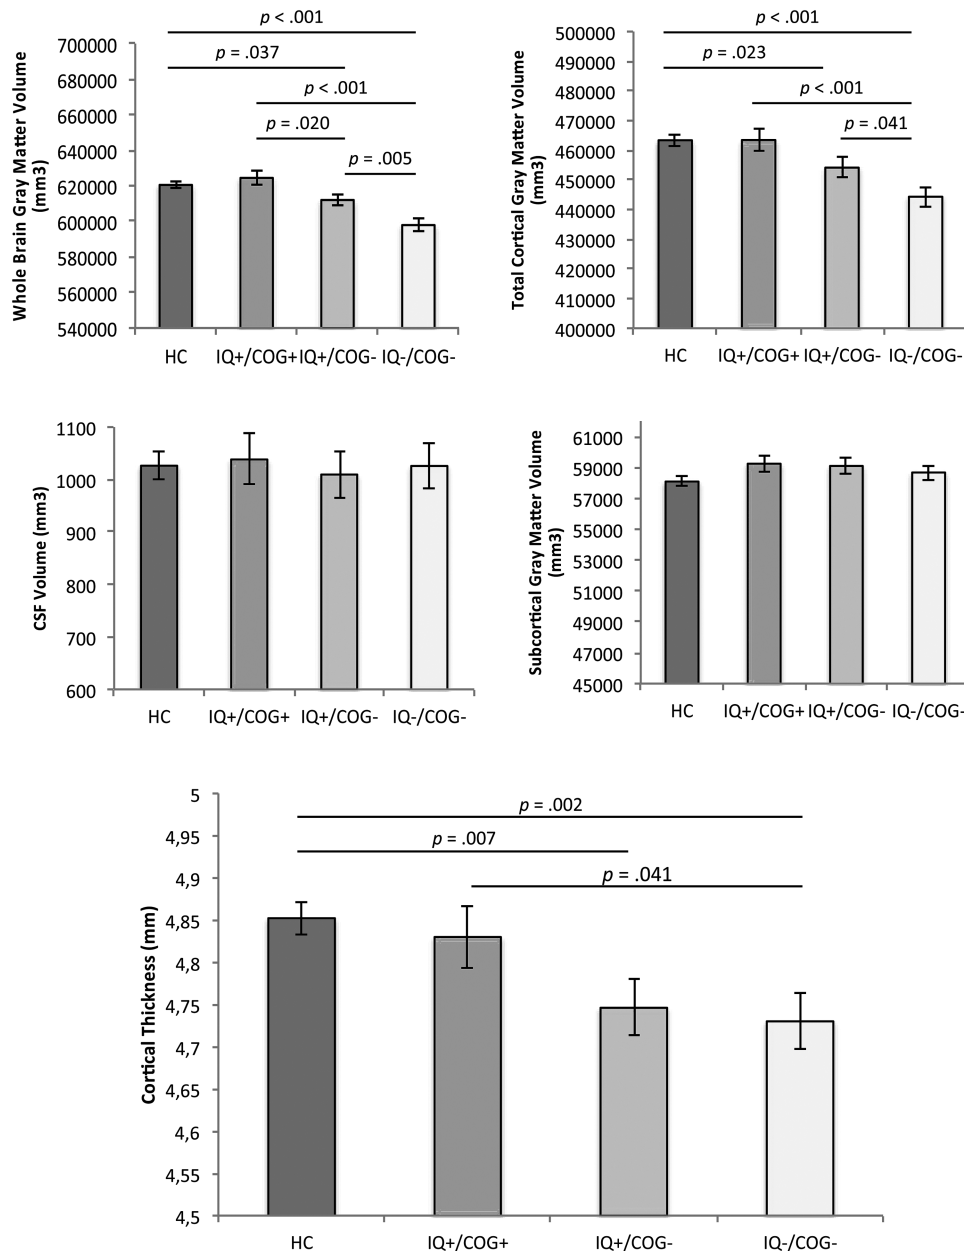 p < .001
p = .037
p < .001
p = .020
p = .005
Whole Brain Gray Matter Volume
(mm3)
700000
680000
660000
640000
620000
600000
580000
560000
540000
HC
IQ+/COG+
IQ+/COG-
IQ-/COG-
p < .001
p = .023
p < .001
p = .041
Total Cortical Gray Matter Volume
(mm3)
500000
490000
480000
470000
460000
450000
440000
430000
420000
410000
400000
HC
IQ+/COG+
IQ+/COG-
IQ-/COG-
CSF Volume (mm3)
1100
1000
900
800
700
600
HC
IQ+/COG+
IQ+/COG-
IQ-/COG-
Subcortical Gray Matter Volume
(mm3)
61000
59000
57000
55000
53000
51000
49000
47000
45000
HC
IQ+/COG+
IQ+/COG-
IQ-/COG-
p = .002
p = .007
p = .041
Cortical Thickness (mm)
5
4,95
4,9
4,85
4,8
4,75
4,7
4,65
4,6
4,55
4,5
HC
IQ+/COG+
IQ+/COG-
IQ-/COG-